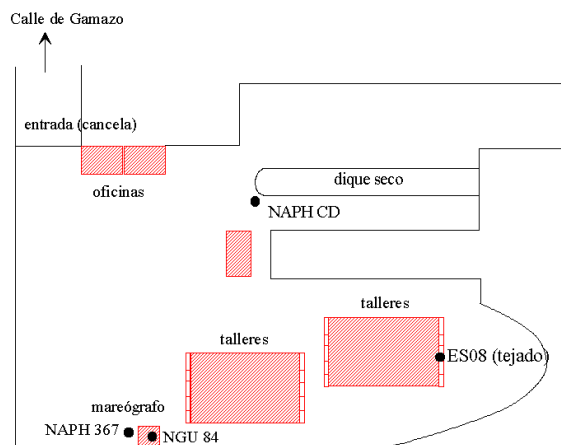 Calle de Gamazo
entrada (cancela)
oficinas
dique seco
NAPH CD
talleres
talleres
ES08 (tejado)
mareógrafo
NAPH 367
NGU 84